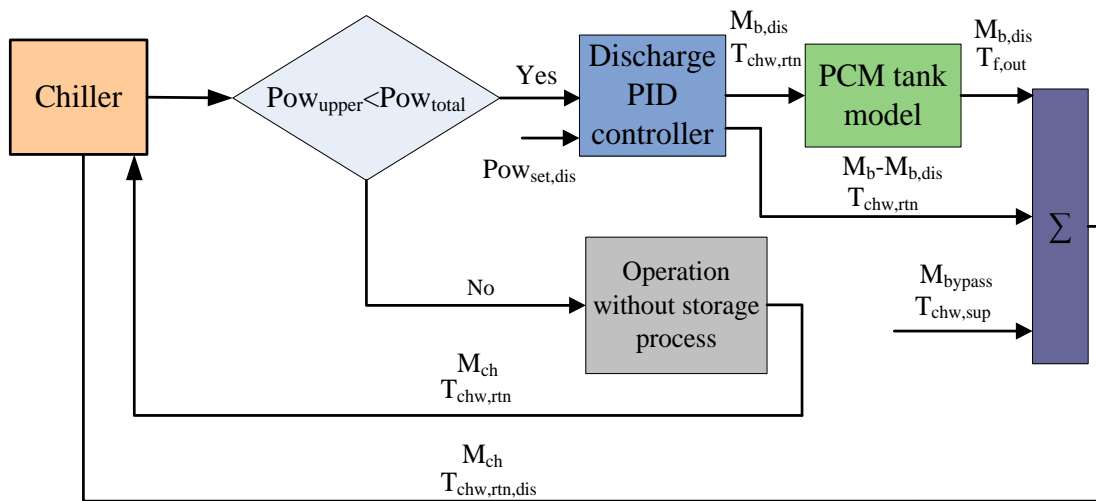 Chiller
Pow_upper<Pow_total
Yes
Pow_set,dis
Discharge
PID
controller
M_b,dis
T_chw,rtn
PCM tank
model
M_b,dis
T_f,out
M_b-M_b,dis
T_chw,rtn
∑
M_bypass
T_chw,sup
No
Operation
without storage
process
M_ch
T_chw,rtn
M_ch
T_chw,rtn,dis